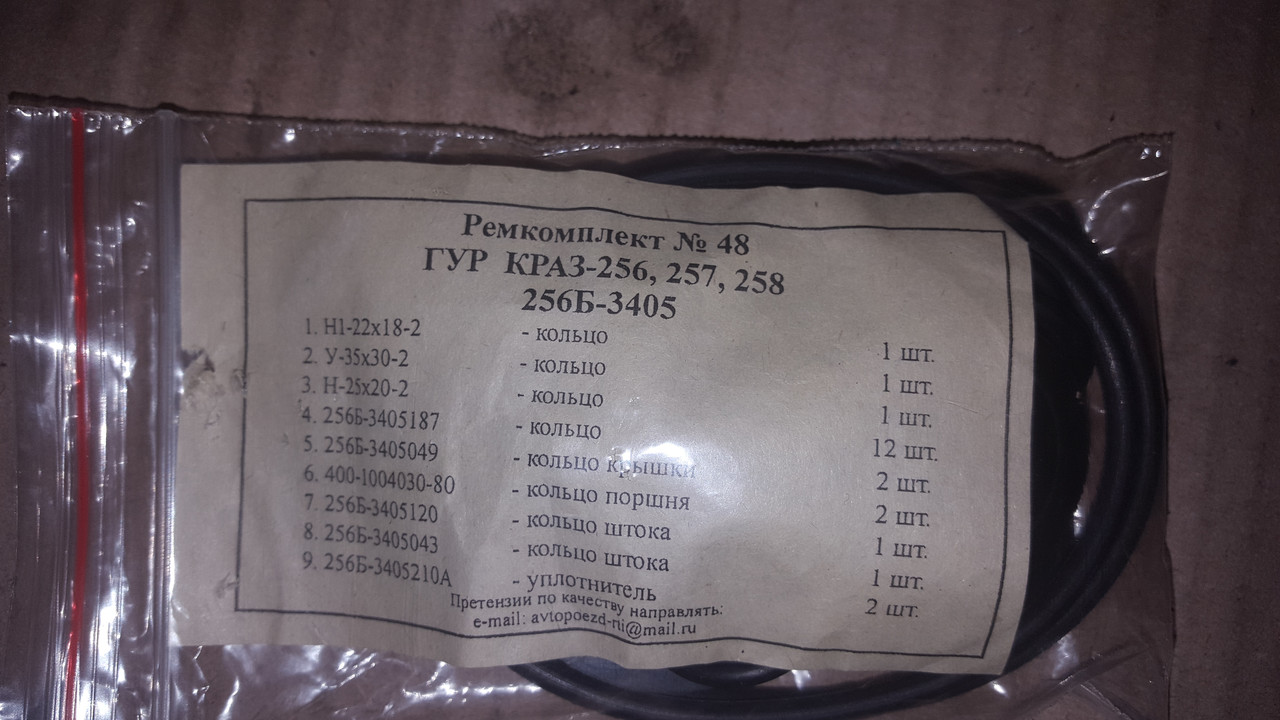 Ремкомплект № 48
ГУР КРАЗ-256, 257, 258
256Б-3405
1. Н1-22х18-2 - кольцо 1 шт.
2. У-35х30-2 - кольцо 1 шт.
3. Н-25х20-2 - кольцо 1 шт.
4. 256Б-3405187 - кольцо 12 шт.
5. 256Б-3405049 - кольцо крышки 2 шт.
6. 400-1004030-80 - кольцо поршня 2 шт.
7. 256Б-3405120 - кольцо штока 1 шт.
8. 256Б-3405043 - кольцо штока 1 шт.
9. 256Б-3405210А - уплотнитель 2 шт.
Претензии по качеству направлять:
e-mail: avtopoezd-rti@mail.ru